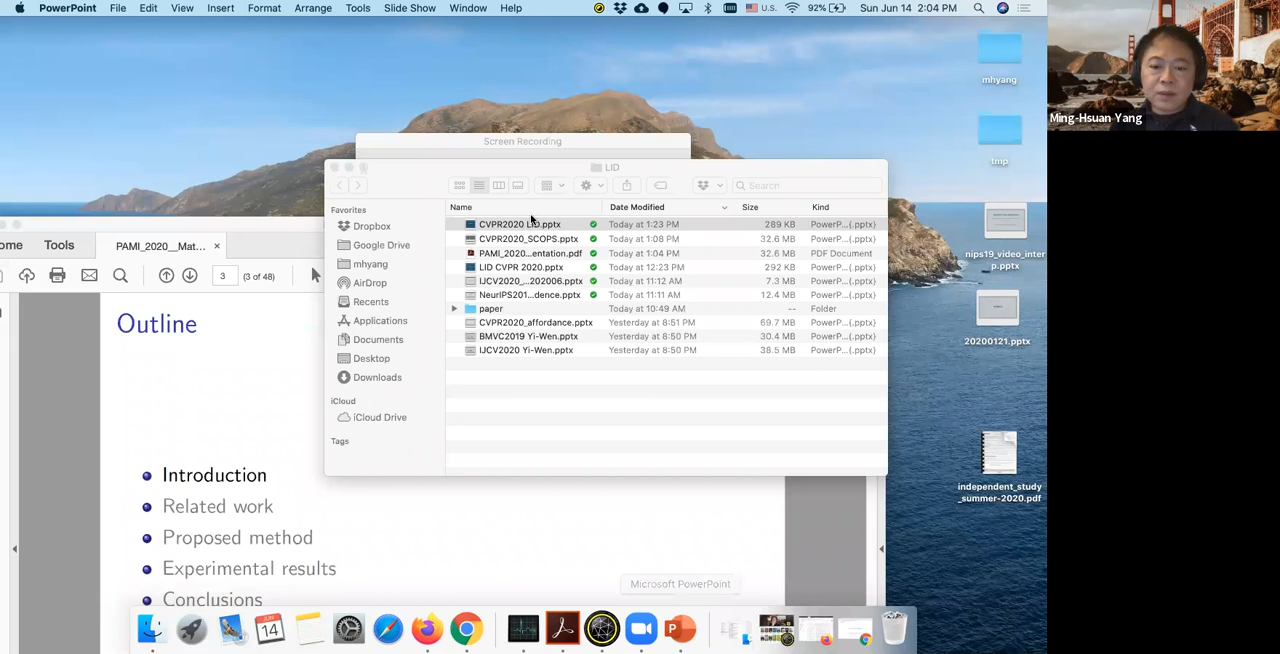 PowerPoint File Edit View Insert Format Arrange Tools Slide Show Window Help U.S. 92% Sun Jun 14 2:04 PM
Ming-Hsuan Yang
mhyang
tmp
nips19_video_inter
p.pptx
20200121.pptx
independent_study
_summer-2020.pdf
Screen Recording
LID
Search
Favorites
Dropbox
Google Drive
mhyang
AirDrop
Recents
Applications
Documents
Desktop
Downloads
iCloud
iCloud Drive
Tags
Name Date Modified Size Kind
CVPR2020 LID.pptx Today at 1:23 PM 289 KB PowerP...(.pptx)
CVPR2020_SCOPS.pptx Today at 1:08 PM 32.6 MB PowerP...(.pptx)
PAMI_2020...entation.pdf Today at 1:04 PM 32.6 MB PDF Document
LID CVPR 2020.pptx Today at 12:23 PM 292 KB PowerP...(.pptx)
IJCV2020_...202006.pptx Today at 11:12 AM 7.3 MB PowerP...(.pptx)
NeurIPS201...dence.pptx Today at 11:11 AM 12.4 MB PowerP...(.pptx)
paper Today at 10:49 AM -- Folder
CVPR2020_affordance.pptx Yesterday at 8:51 PM 69.7 MB PowerP...(.pptx)
BMVC2019 Yi-Wen.pptx Yesterday at 8:50 PM 30.4 MB PowerP...(.pptx)
IJCV2020 Yi-Wen.pptx Yesterday at 8:50 PM 38.5 MB PowerP...(.pptx)
ome Tools PAMI_2020__Mat... ×
3 (3 of 48)
Outline
Introduction
Related work
Proposed method
Experimental results
Conclusions
Microsoft PowerPoint
JUN
14